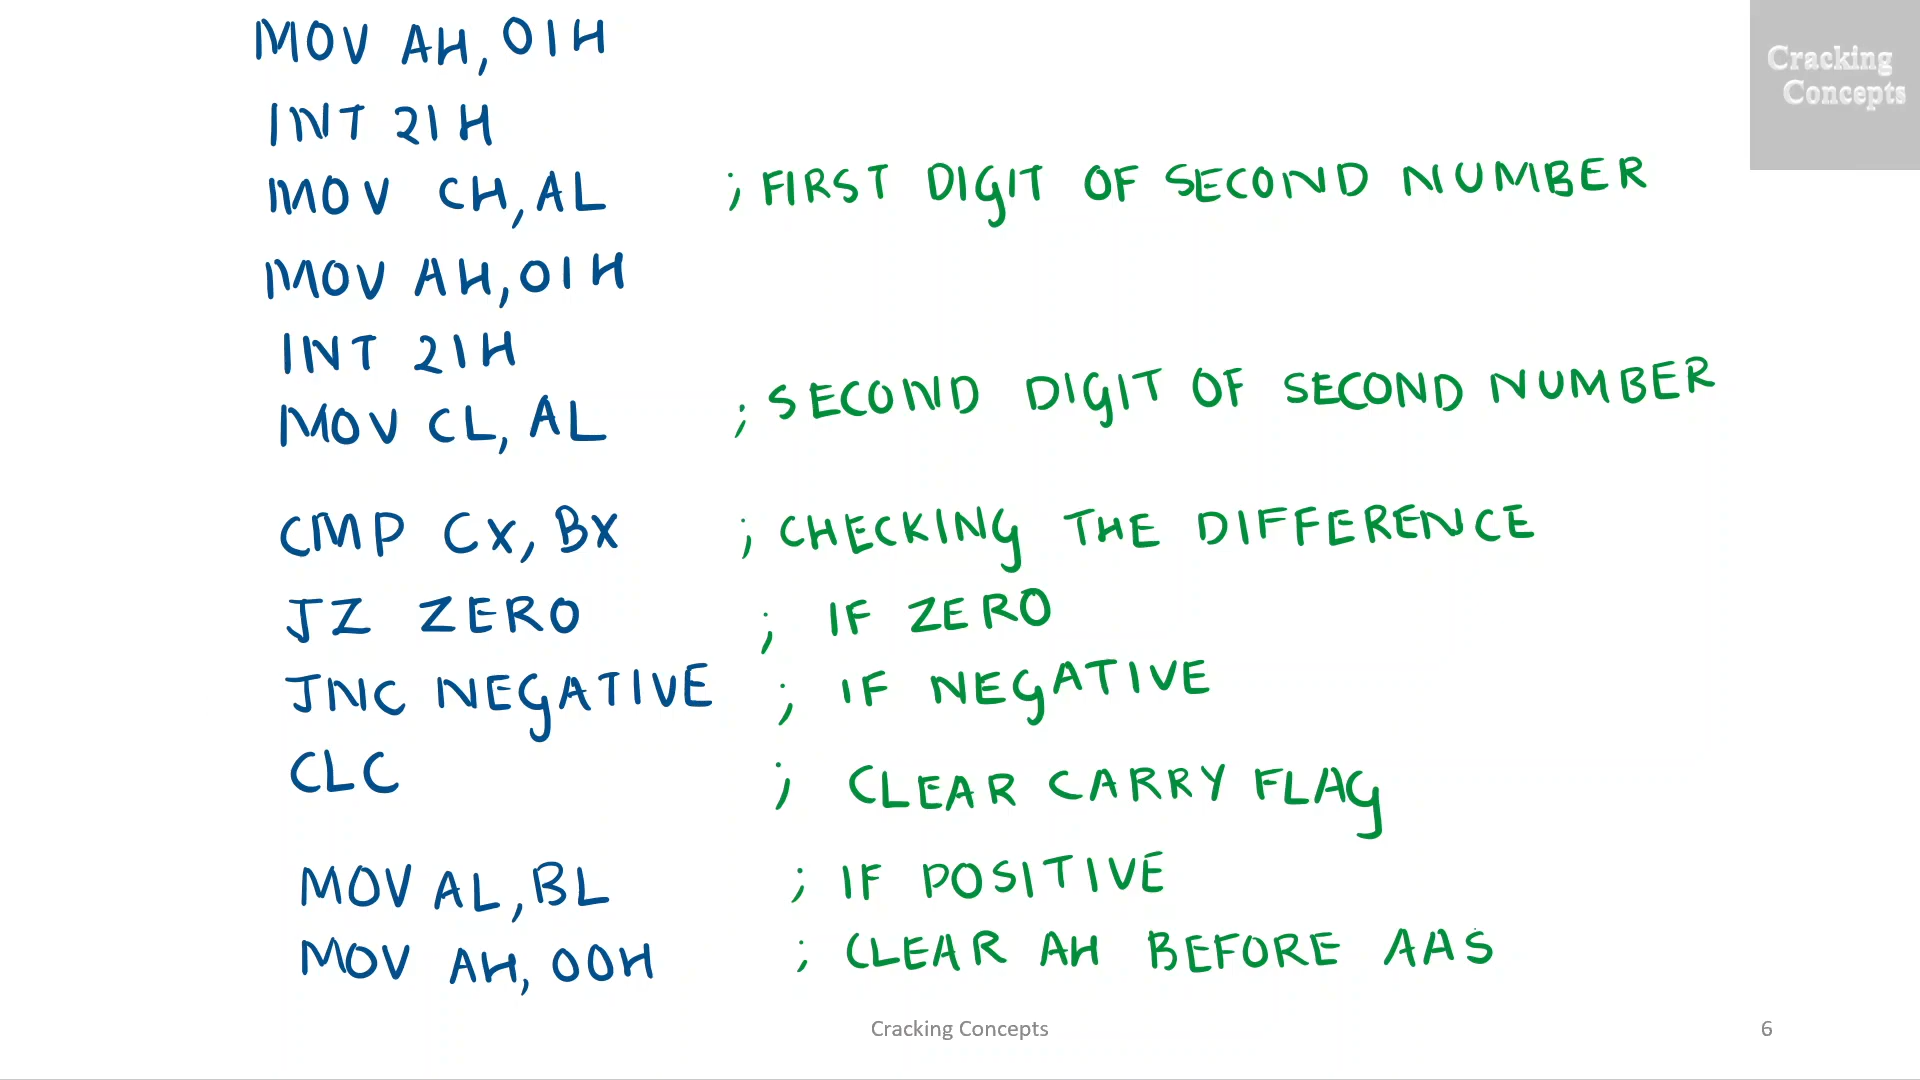 MOV AH, 01H
Cracking
Concepts
INT 21H
MOV CH, AL ; FIRST DIGIT OF SECOND NUMBER
MOV AH, 01H
INT 21H
MOV CL, AL ; SECOND DIGIT OF SECOND NUMBER
CMP CX, BX ; CHECKING THE DIFFERENCE
JZ ZERO ; IF ZERO
JNC NEGATIVE ; IF NEGATIVE
CLC ; CLEAR CARRY FLAG
MOV AL, BL ; IF POSITIVE
MOV AH, 00H ; CLEAR AH BEFORE AAS
Cracking Concepts 6